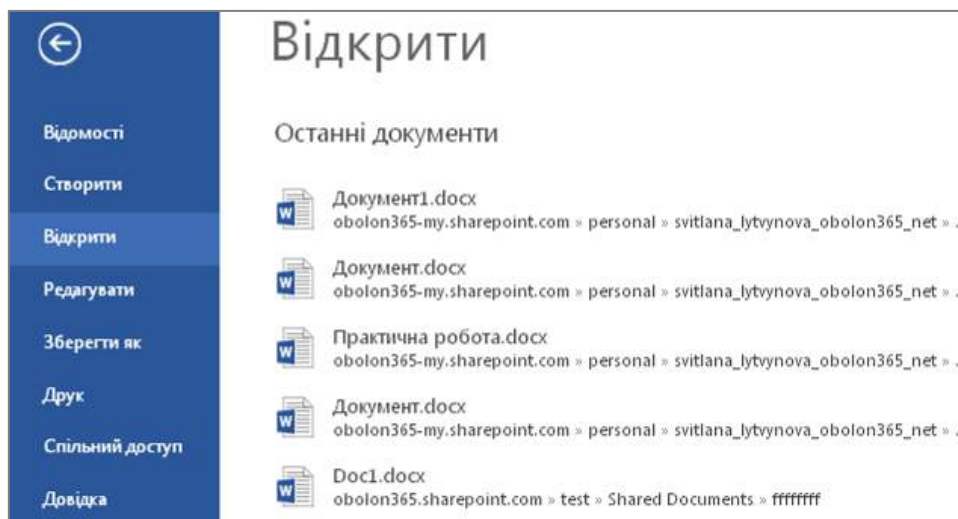 Відкрити
Відомості
Створити
Відкрити
Редагувати
Зберегти як
Друк
Спільний доступ
Довідка
Останні документи
Документ1.docx
obolon365-my.sharepoint.com » personal » svitlana_lytvynova_obolon365_net » .
Документ.docx
obolon365-my.sharepoint.com » personal » svitlana_lytvynova_obolon365_net » .
Практична робота.docx
obolon365-my.sharepoint.com » personal » svitlana_lytvynova_obolon365_net » .
Документ.docx
obolon365-my.sharepoint.com » personal » svitlana_lytvynova_obolon365_net » .
Doc1.docx
obolon365.sharepoint.com » test » Shared Documents » ffffffff